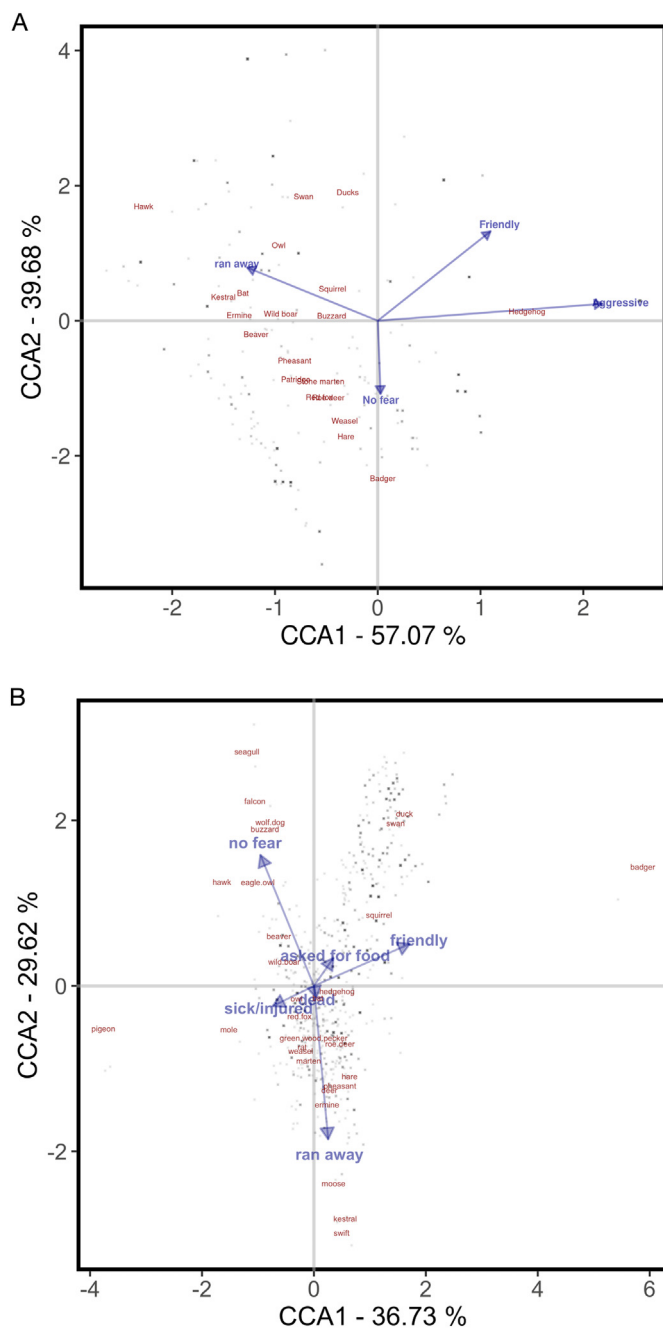 A
4
Swan
Ducks
2
Hawk
Friendly
Owl
ran away
Squirrel
Bat
Kestral
Aggressive
Hedgehog
Ermine
Wild boar
Buzzard
0
Beaver
Pheasant
Patridge
Stone marten
No fear
Weasel
Hare
-2
Badger
CCA2 - 39.68 %
-2
-1
0
1
2
CCA1 - 57.07 %
B
seagull
falcon
wolf.dog
buzzard
duck
swan
2
no fear
hawk
eagle.owl
badger
squirrel
beaver
friendly
asked for food
wild.boar
0
hedgehog
dead
sick/injured
red.fox
pigeon
mole
green.wood.pecker
roe.deer
weasel
marten
hare
pheasant
deer
ermine
-2
ran away
moose
kestral
swift
CCA2 - 29.62 %
-4
-2
0
2
4
6
CCA1 - 36.73 %